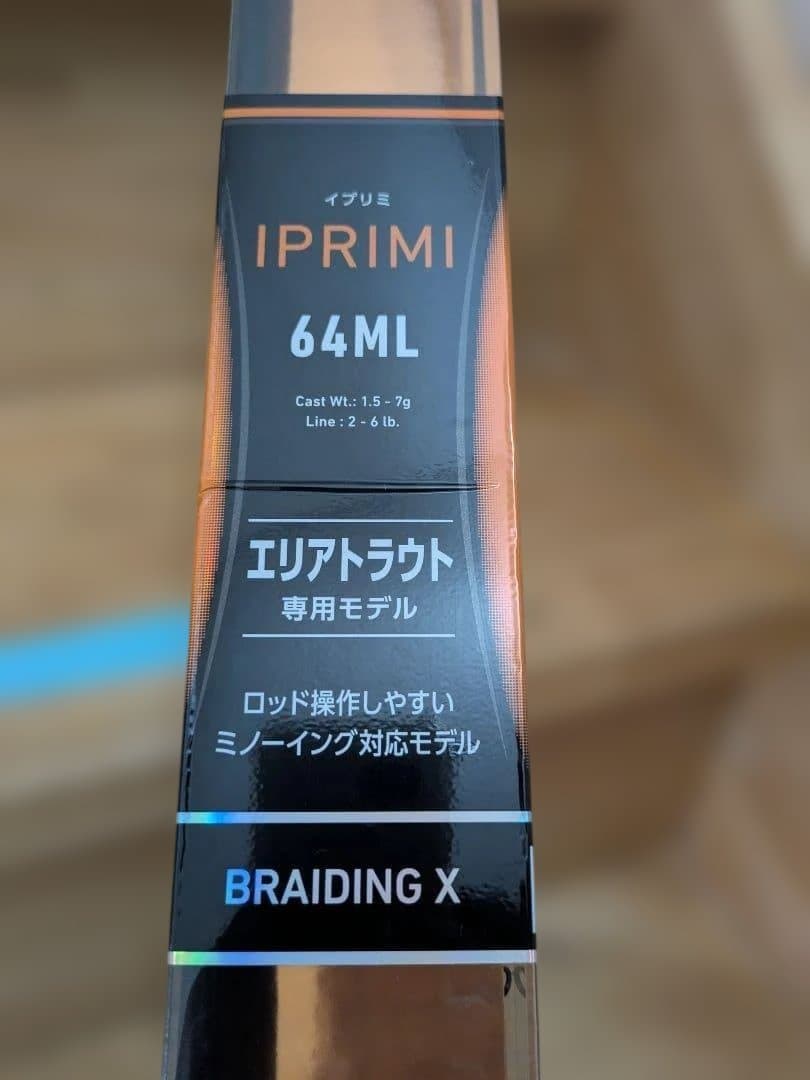 イプリミ
IPRIMI
64ML
Cast Wt.: 1.5 - 7g
Line : 2 - 6 lb.
エリアトラウト
専用モデル
ロッド操作しやすい
ミノーイング対応モデル
BRAIDING X